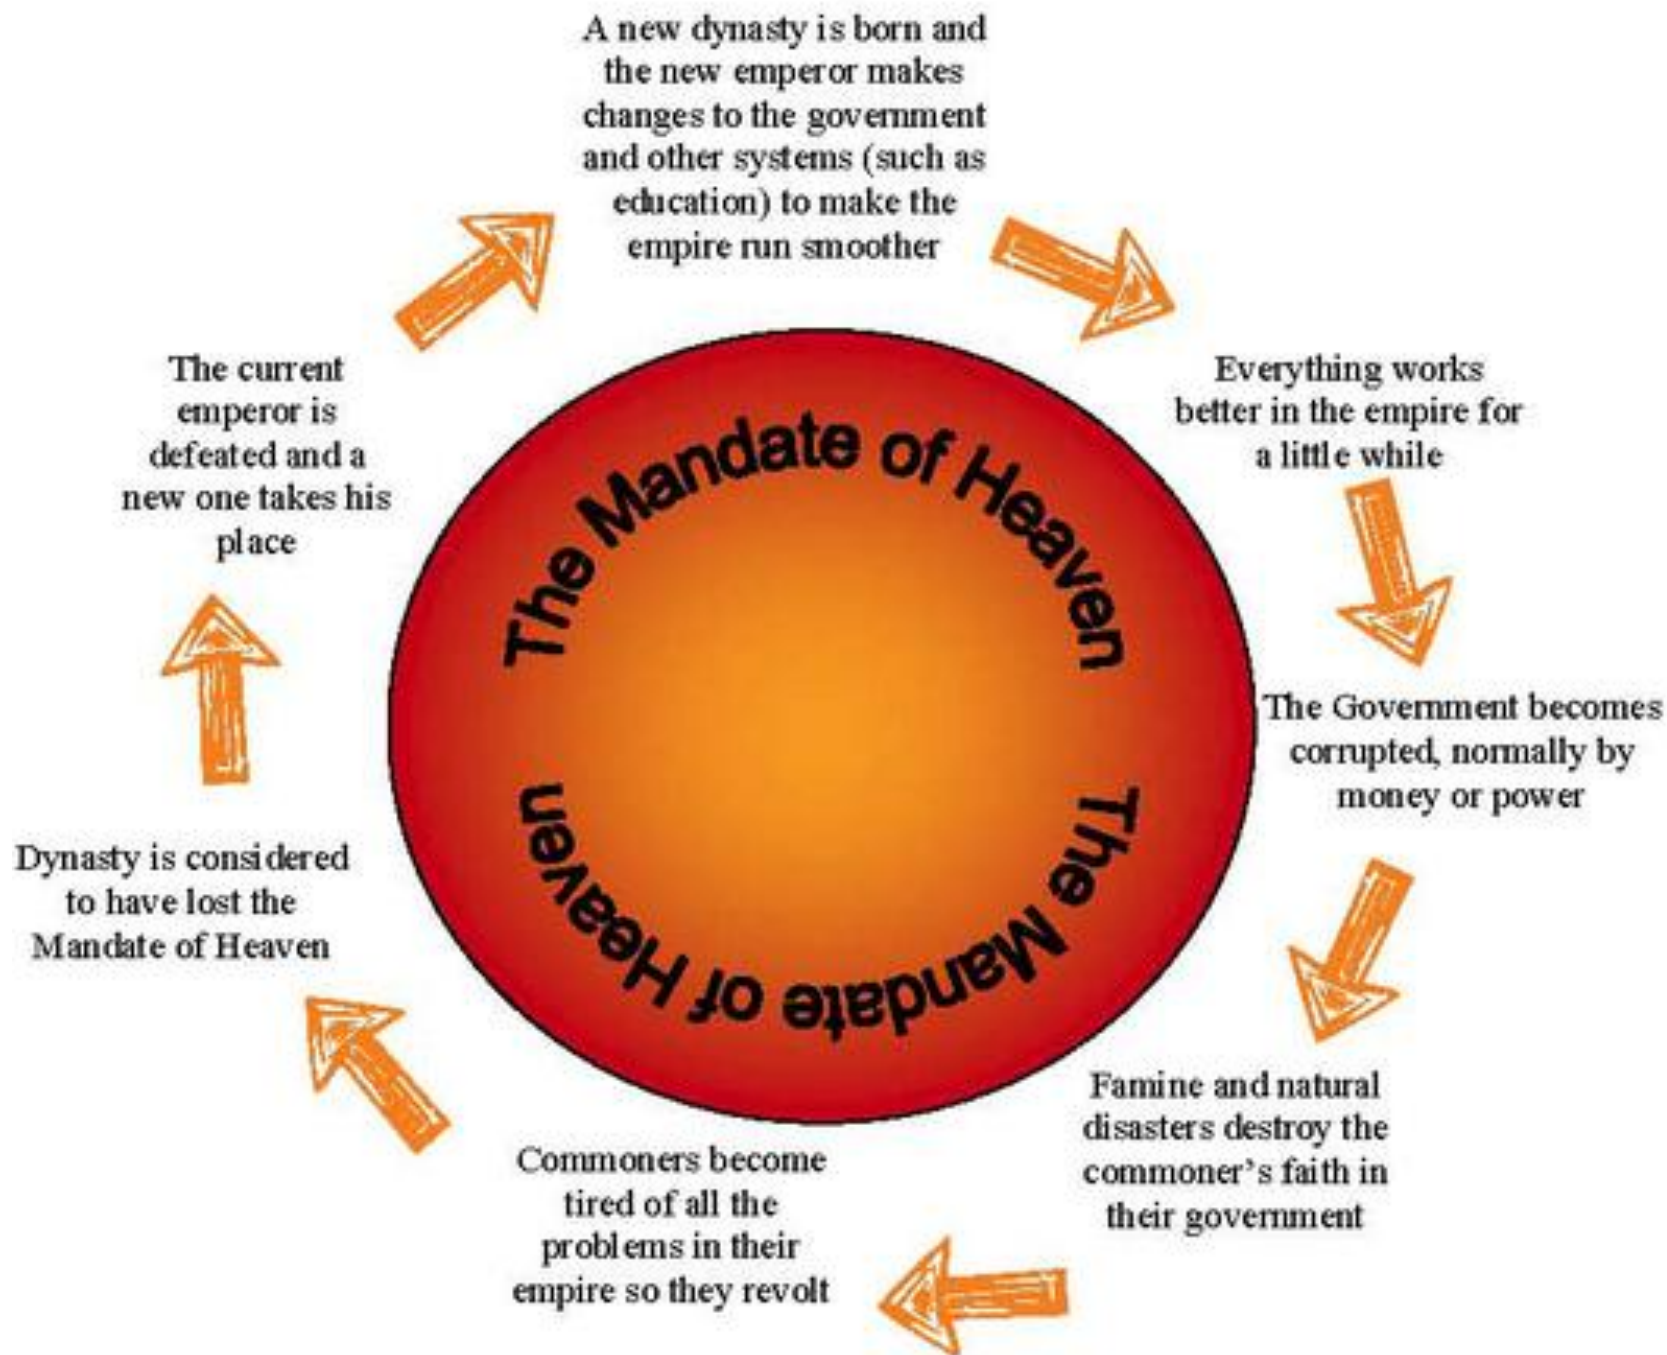 A new dynasty is born and
the new emperor makes
changes to the government
and other systems (such as
education) to make the
empire run smoother
Everything works
better in the empire for
a little while
The Government becomes
corrupted, normally by
money or power
Famine and natural
disasters destroy the
commoner's faith in
their government
Commoners become
tired of all the
problems in their
empire so they revolt
Dynasty is considered
to have lost the
Mandate of Heaven
The current
emperor is
defeated and a
new one takes his
place
The Mandate of Heaven
The Mandate of Heaven